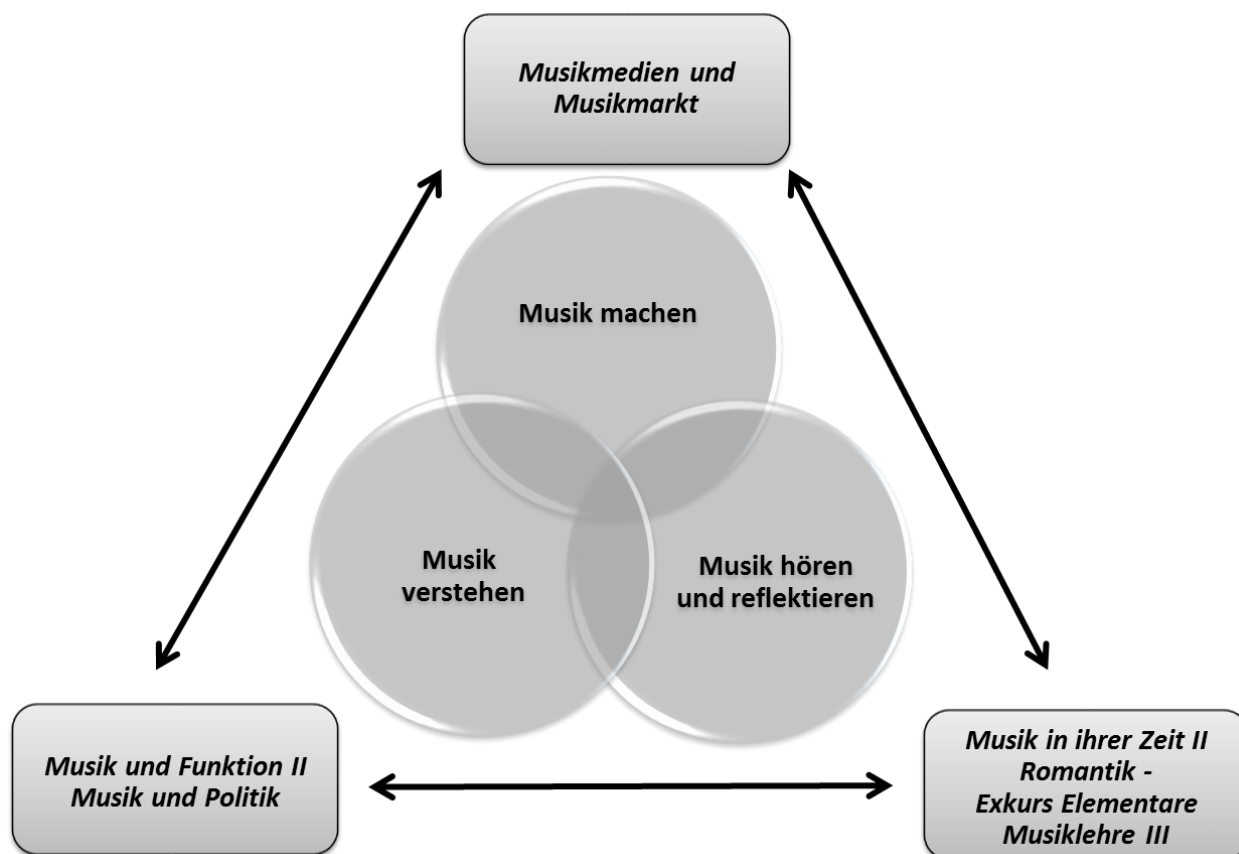 Musikmedien und
Musikmarkt
Musik machen
Musik
verstehen
Musik hören
und reflektieren
Musik und Funktion II
Musik und Politik
Musik in ihrer Zeit II
Romantik -
Exkurs Elementare
Musiklehre III